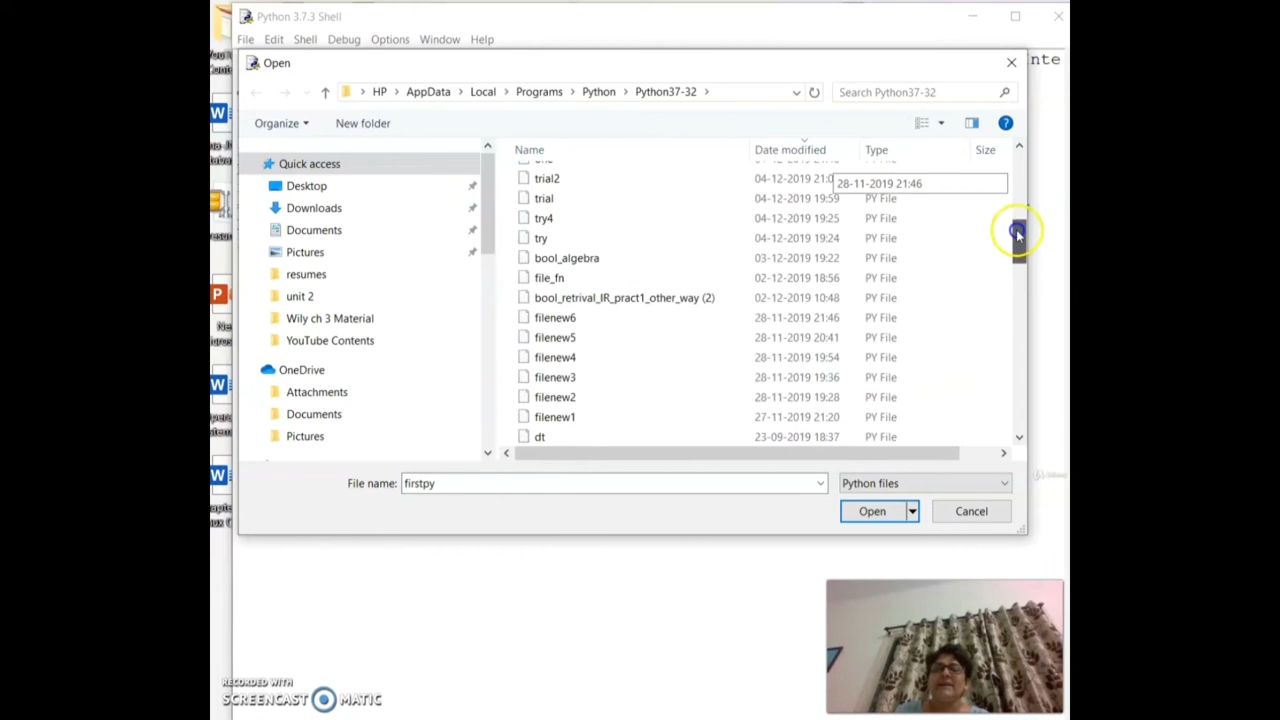 Python 3.7.3 Shell
File Edit Shell Debug Options Window Help
Open
nte
HP > AppData > Local > Programs > Python > Python37-32 >
Search Python37-32
Organize
New folder
Name Date modified Type Size
Quick access
Desktop
Downloads
Documents
Pictures
resumes
unit 2
Wily ch 3 Material
YouTube Contents
OneDrive
Attachments
Documents
Pictures
one
trial2 04-12-2019 21:0
28-11-2019 21:46
trial 04-12-2019 19:59 PY File
try4 04-12-2019 19:25 PY File
try 04-12-2019 19:24 PY File
bool_algebra 03-12-2019 19:22 PY File
file_fn 02-12-2019 18:56 PY File
bool_retrival_IR_pract1_other_way (2) 02-12-2019 10:48 PY File
filenew6 28-11-2019 21:46 PY File
filenew5 28-11-2019 20:41 PY File
filenew4 28-11-2019 19:54 PY File
filenew3 28-11-2019 19:36 PY File
filenew2 28-11-2019 19:28 PY File
filenew1 27-11-2019 21:20 PY File
dt 23-09-2019 18:37 PY File
File name: firstpy
Python files
Open
Cancel
RECORDED WITH
SCREENCAST MATIC